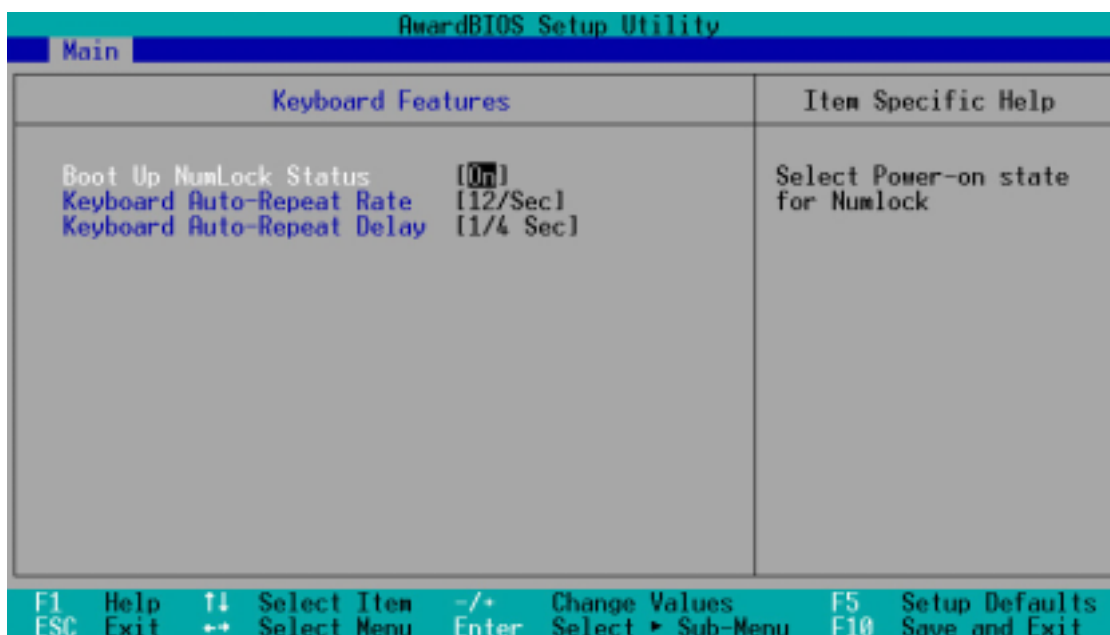 AwardBIOS Setup Utility
Main
Keyboard Features
Item Specific Help
Boot Up NumLock Status [On]
Keyboard Auto-Repeat Rate [12/Sec]
Keyboard Auto-Repeat Delay [1/4 Sec]
Select Power-on state
for Numlock
F1 Help ↑↓ Select Item -/+ Change Values F5 Setup Defaults
ESC Exit ←→ Select Menu Enter Select ► Sub-Menu F10 Save and Exit